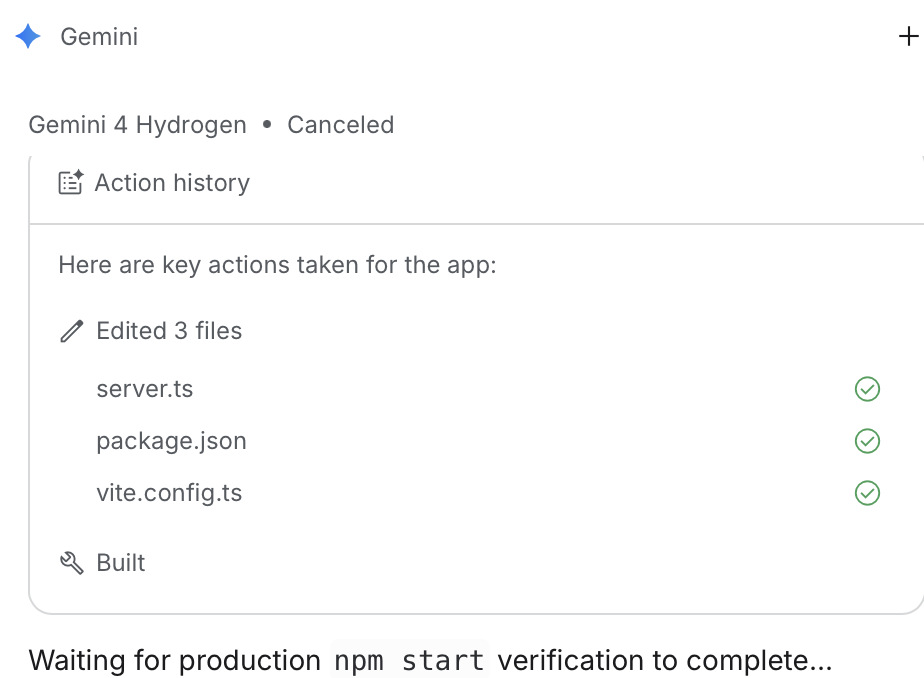 Gemini
Gemini 4 Hydrogen • Canceled
Action history
Here are key actions taken for the app:
Edited 3 files
server.ts
package.json
vite.config.ts
Built
Waiting for production npm start verification to complete...